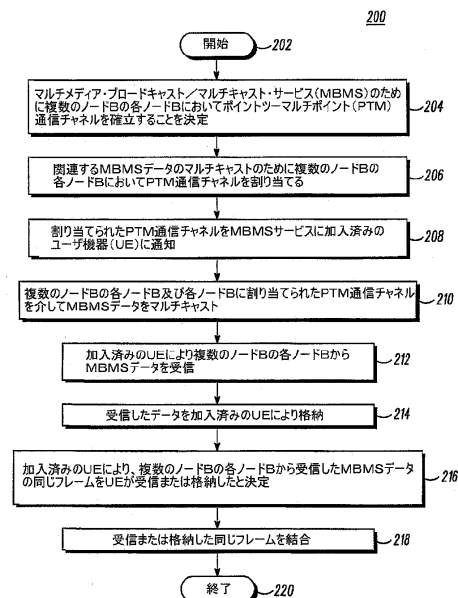 200
開始
202
マルチメディア・ブロードキャスト／マルチキャスト・サービス(MBMS)のため
に複数のノードBの各ノードBにおいてポイントツーマルチポイント(PTM)
通信チャネルを確立することを決定
204
関連するMBMSデータのマルチキャストのために複数のノードBの
各ノードBにおいてPTM通信チャネルを割り当てる
206
割り当てられたPTM通信チャネルをMBMSサービスに加入済みの
ユーザ機器(UE)に通知
208
複数のノードBの各ノードB及び各ノードBに割り当てられたPTM通信チャネル
を介してMBMSデータをマルチキャスト
210
加入済みのUEにより複数のノードBの各ノードBから
MBMSデータを受信
212
受信したデータを加入済みのUEにより格納
214
加入済みのUEにより、複数のノードBの各ノードBから受信したMBMSデータ
の同じフレームをUEが受信または格納したと決定
216
受信または格納した同じフレームを結合
218
終了
220